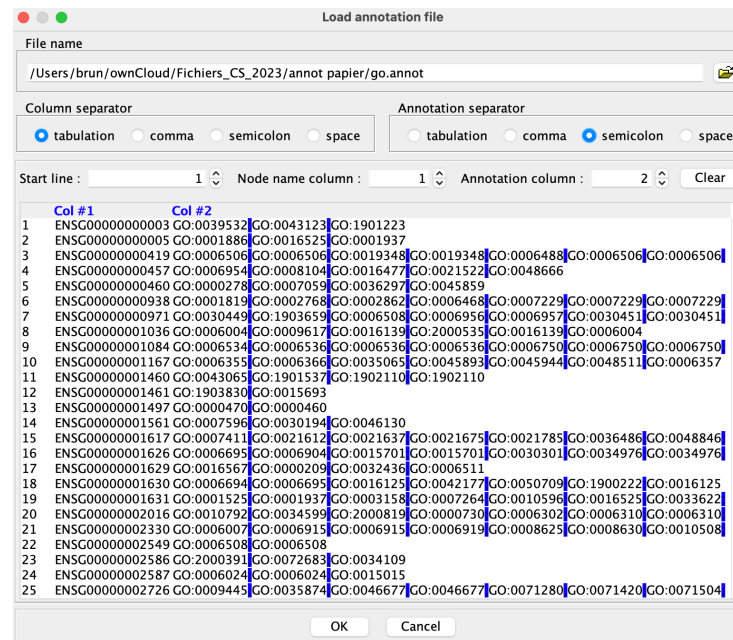 Load annotation file
File name
/Users/brun/ownCloud/Fichiers_CS_2023/annot papier/go.annot
Column separator
tabulation comma semicolon space
Annotation separator
tabulation comma semicolon space
Start line : 1 Node name column : 1 Annotation column : 2 Clear
Col #1 Col #2
1 ENSG00000000003 GO:0039532 GO:0043123 GO:1901223
2 ENSG00000000005 GO:0001886 GO:0016525 GO:0001937
3 ENSG00000000419 GO:0006506 GO:0006506 GO:0019348 GO:0019348 GO:0006488 GO:0006506 GO:0006506
4 ENSG00000000457 GO:0006954 GO:0008104 GO:0016477 GO:0021522 GO:0048666
5 ENSG00000000460 GO:0000278 GO:0007059 GO:0036297 GO:0045859
6 ENSG00000000938 GO:0001819 GO:0002768 GO:0002862 GO:0006468 GO:0007229 GO:0007229 GO:0007229
7 ENSG00000000971 GO:0030449 GO:1903659 GO:0006508 GO:0006956 GO:0006957 GO:0030451 GO:0030451
8 ENSG00000001036 GO:0006004 GO:0009617 GO:0016139 GO:2000535 GO:0016139 GO:0006004
9 ENSG00000001084 GO:0006534 GO:0006536 GO:0006536 GO:0006536 GO:0006750 GO:0006750 GO:0006750
10 ENSG00000001167 GO:0006355 GO:0006366 GO:0035065 GO:0045893 GO:0045944 GO:0048511 GO:0006357
11 ENSG00000001460 GO:0043065 GO:1901537 GO:1902110 GO:1902110
12 ENSG00000001461 GO:1903830 GO:0015693
13 ENSG00000001497 GO:0000470 GO:0000460
14 ENSG00000001561 GO:0007596 GO:0030194 GO:0046130
15 ENSG00000001617 GO:0007411 GO:0021612 GO:0021637 GO:0021675 GO:0021785 GO:0036486 GO:0048846
16 ENSG00000001626 GO:0006695 GO:0006904 GO:0015701 GO:0015701 GO:0030301 GO:0034976 GO:0034976
17 ENSG00000001629 GO:0016567 GO:0000209 GO:0032436 GO:0006511
18 ENSG00000001630 GO:0006694 GO:0006695 GO:0016125 GO:0042177 GO:0050709 GO:1900222 GO:0016125
19 ENSG00000001631 GO:0001525 GO:0001937 GO:0003158 GO:0007264 GO:0010596 GO:0016525 GO:0033622
20 ENSG00000002016 GO:0010792 GO:0034599 GO:2000819 GO:0000730 GO:0006302 GO:0006310 GO:0006310
21 ENSG00000002330 GO:0006007 GO:0006915 GO:0006915 GO:0006919 GO:0008625 GO:0008630 GO:0010508
22 ENSG00000002549 GO:0006508 GO:0006508
23 ENSG00000002586 GO:2000391 GO:0072683 GO:0034109
24 ENSG00000002587 GO:0006024 GO:0006024 GO:0015015
25 ENSG00000002726 GO:0009445 GO:0035874 GO:0046677 GO:0046677 GO:0071280 GO:0071420 GO:0071504
OK Cancel